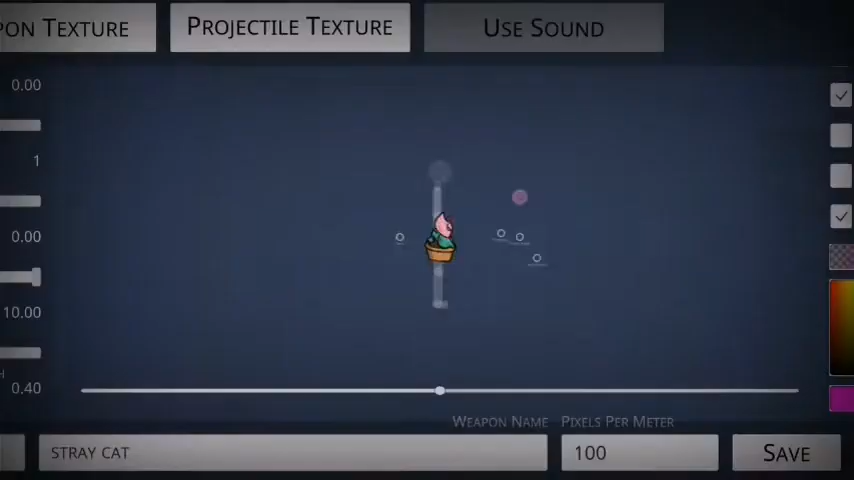 PON TEXTURE
PROJECTILE TEXTURE
USE SOUND
0.00
1
0.00
10.00
0.40
WEAPON NAME
PIXELS PER METER
STRAY CAT
100
SAVE